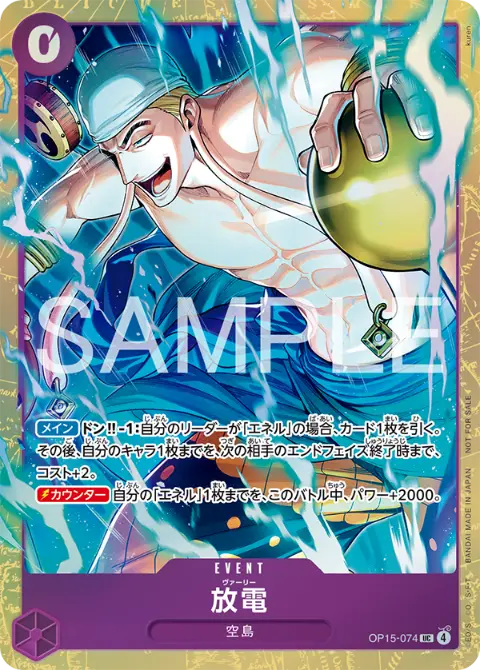 0
kuren
SAMPLE
メイン ドン!!-1:自分のリーダーが「エネル」の場合、カード1枚を引く。
その後、自分のキャラ1枚までを、次の相手のエンドフェイズ終了時まで、
コスト+2。
カウンター 自分の「エネル」1枚までを、このバトル中、パワー+2000。
NOT FOR SALE
BANDAI MADE IN JAPAN
EVENT
ヴァーリー
放電
空島
OP15-074 UC 4